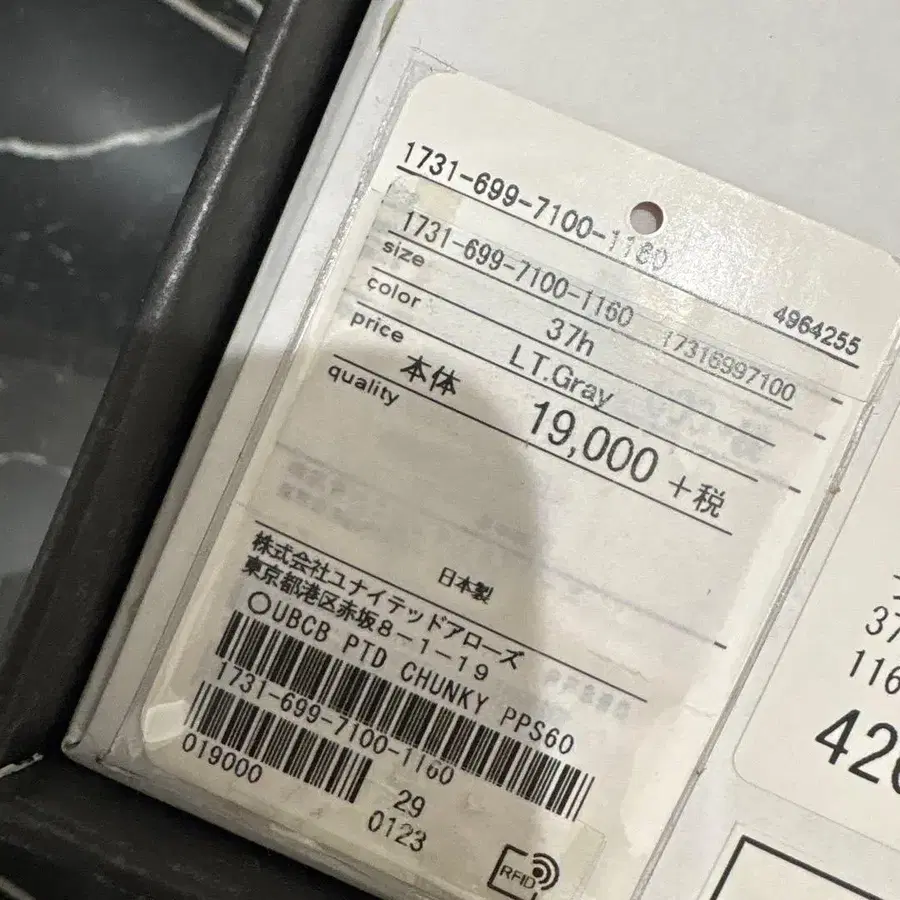 1731-699-7100-1160
4964255
1731-699-7100-1160 17316997100
size 37h
color LT.Gray
price 本体 19,000 +税
quality
日本製
株式会社ユナイテッドアローズ
東京都港区赤坂8-1-19
○UBCB PTD CHUNKY PPS60
1731-699-7100-1160
019000
29
0123
RFID
37
116
420